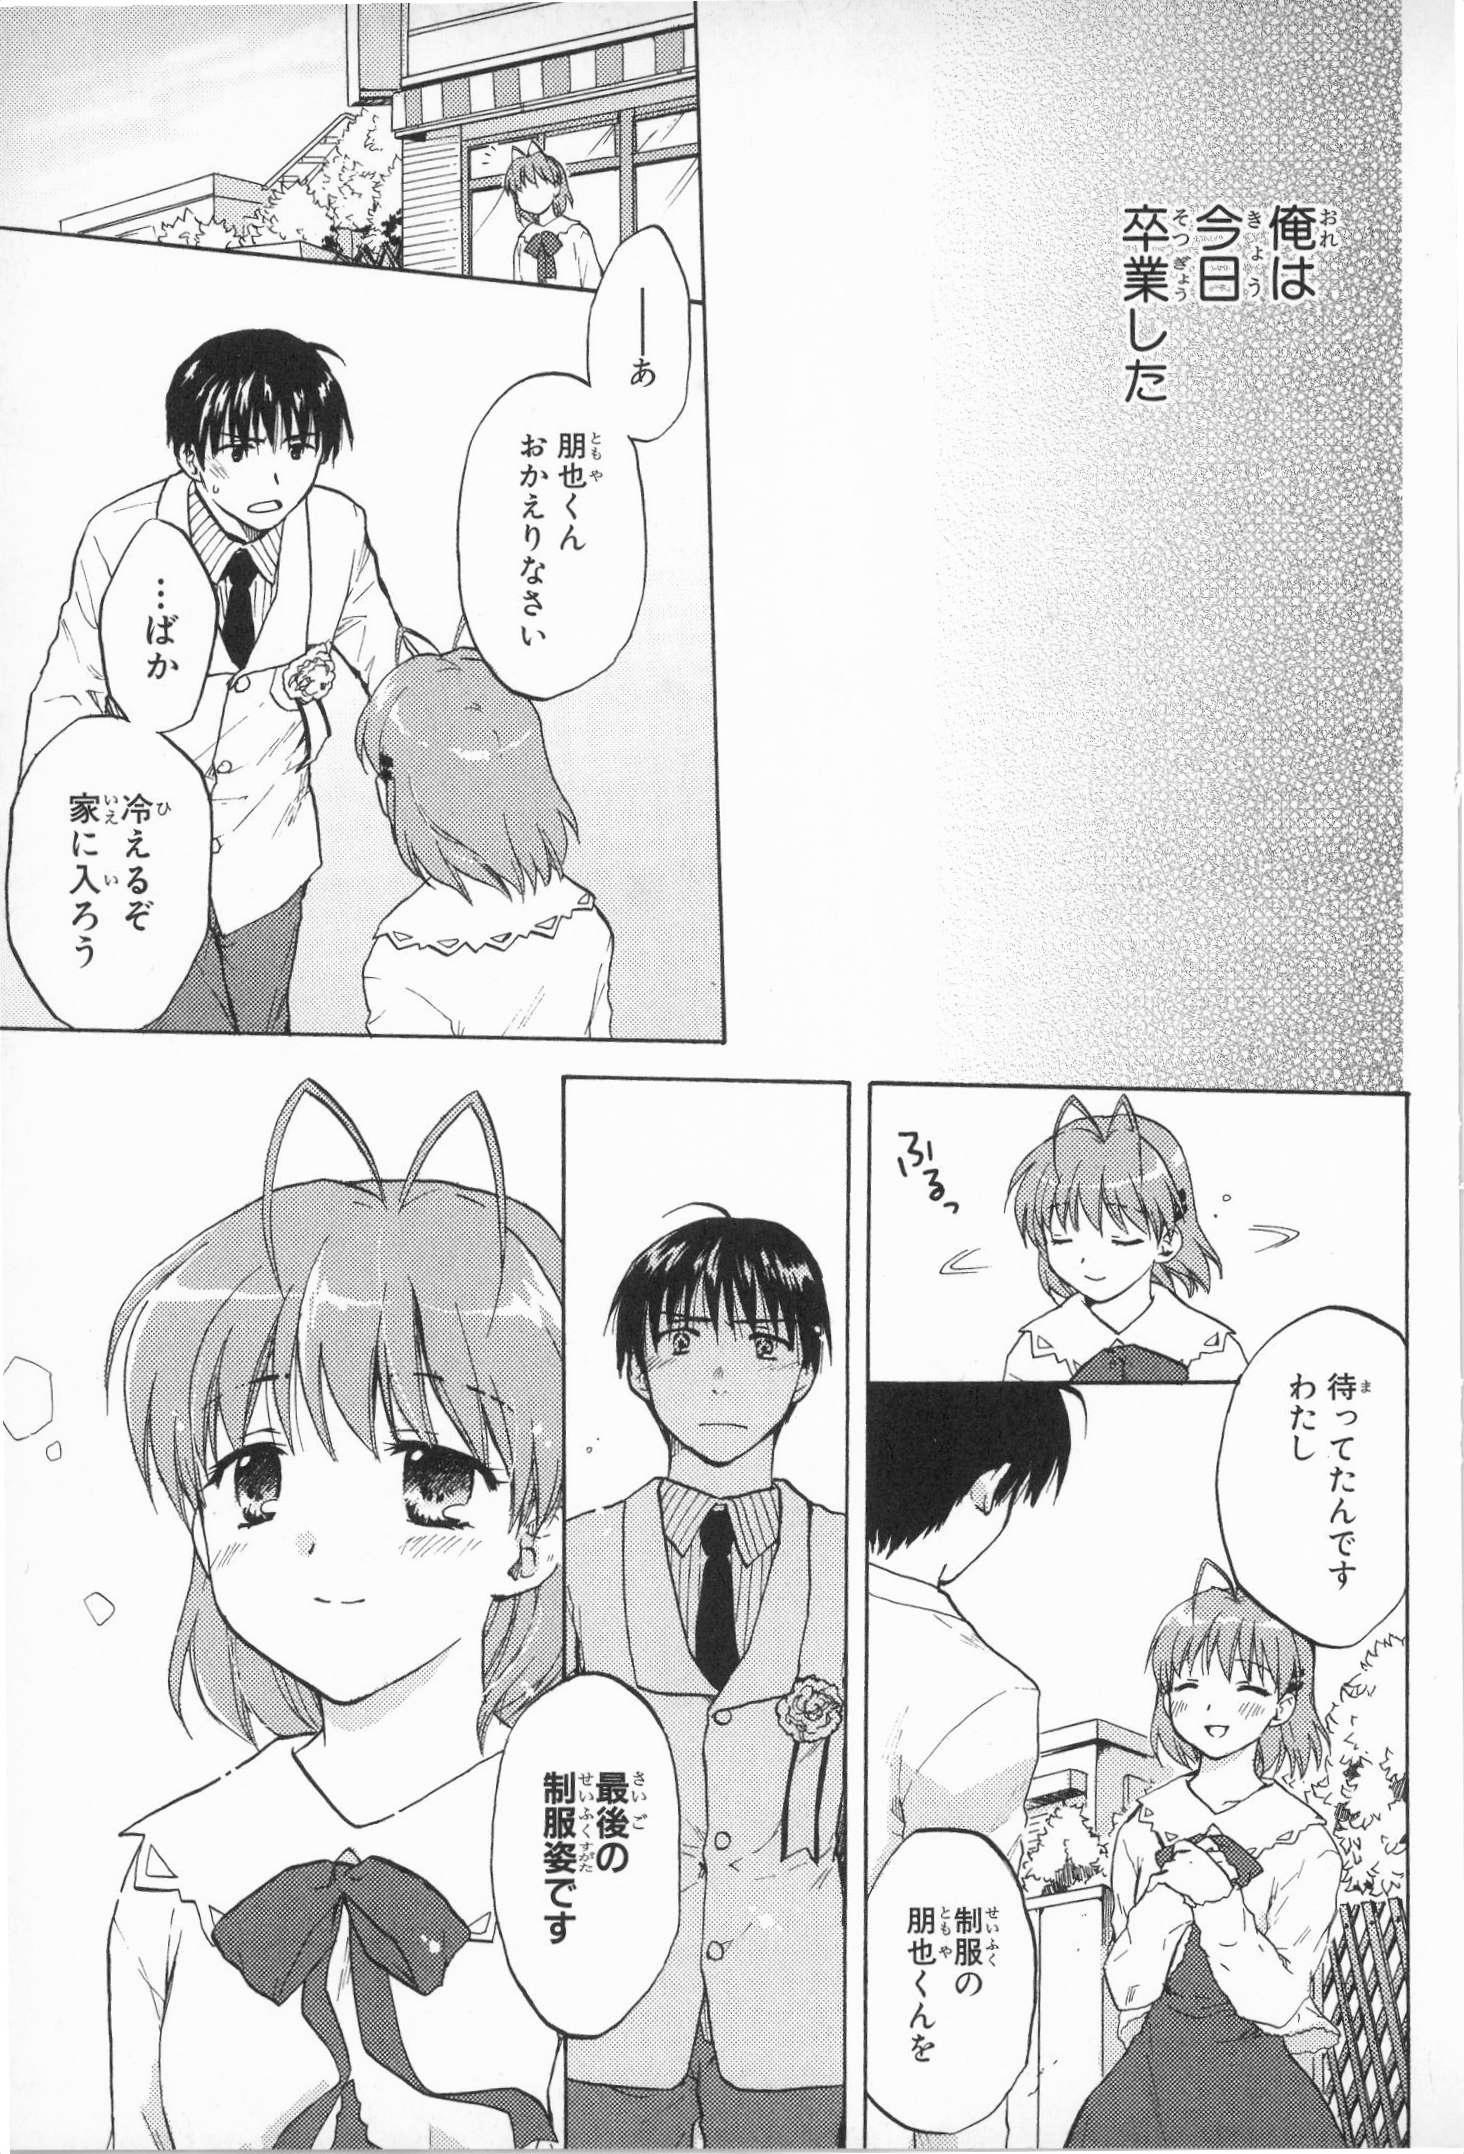 俺は
今日
卒業した
――あ
朋也くん
おかえりなさい
…ばか
冷えるぞ
家に入ろう
ふるっ
待ってたんです
わたし
制服の
朋也くんを
最後の
制服姿です